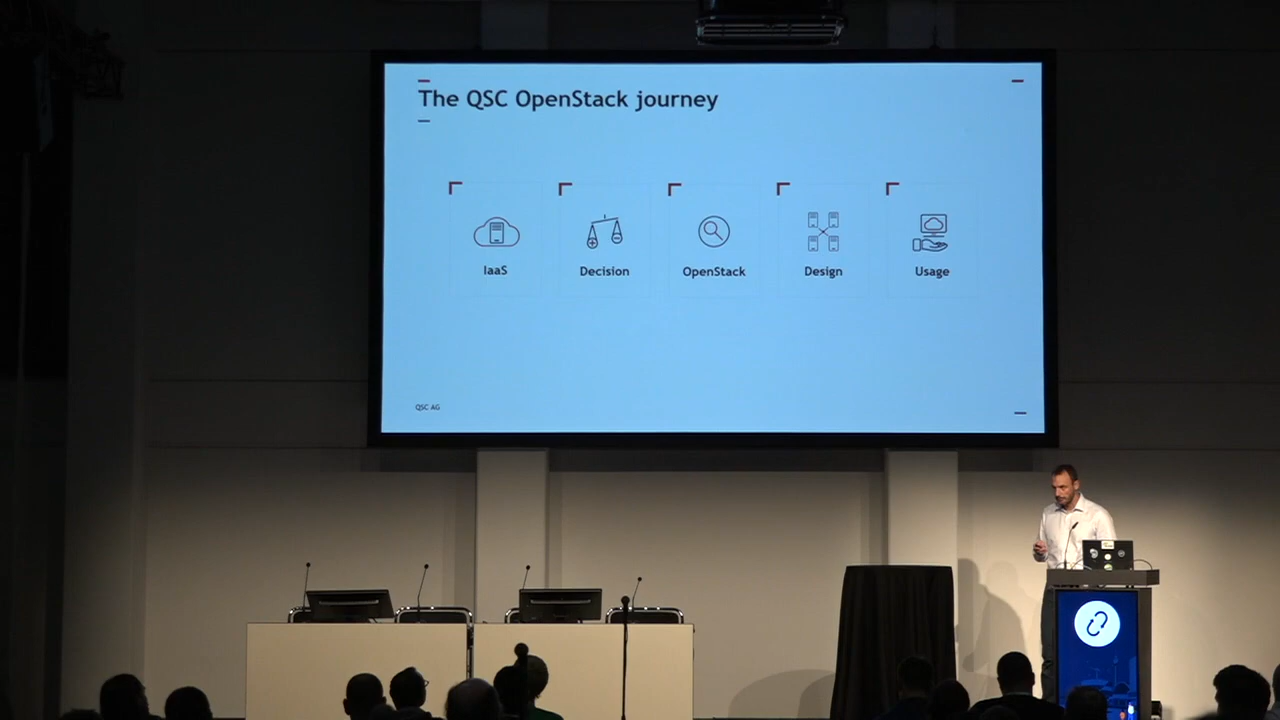 The QSC OpenStack journey
IaaS
Decision
OpenStack
Design
Usage
QSC AG